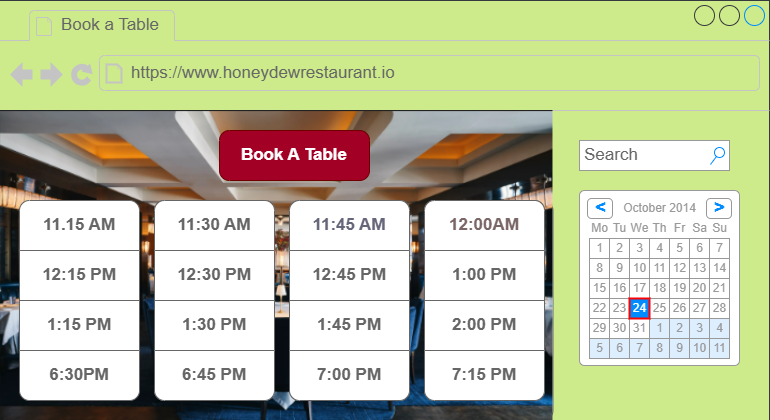 Book a Table
https://www.honeydewrestaurant.io
Book A Table
11.15 AM 11:30 AM 11:45 AM 12:00AM
12:15 PM 12:30 PM 12:45 PM 1:00 PM
1:15 PM 1:30 PM 1:45 PM 2:00 PM
6:30PM 6:45 PM 7:00 PM 7:15 PM
Search
< October 2014 >
Mo Tu We Th Fr Sa Su
1 2 3 4 5 6 7
8 9 10 11 12 13 14
15 16 17 18 19 20 21
22 23 24 25 26 27 28
29 30 31 1 2 3 4
5 6 7 8 9 10 11